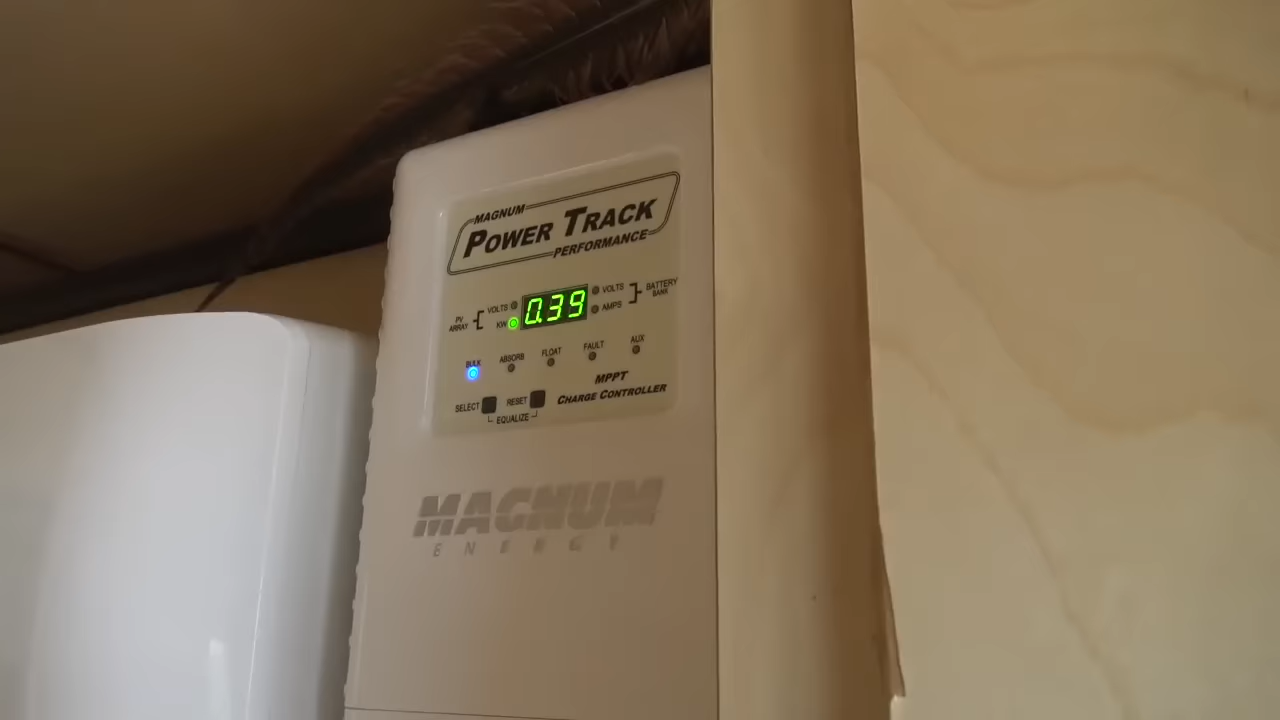 MAGNUM
POWER TRACK
PERFORMANCE
PV ARRAY
VOLTS
KW
0.39
VOLTS
AMPS
BATTERY BANK
BULK
ABSORB
FLOAT
FAULT
AUX
SELECT
RESET
EQUALIZE
MPPT
CHARGE CONTROLLER
MAGNUM
ENERGY